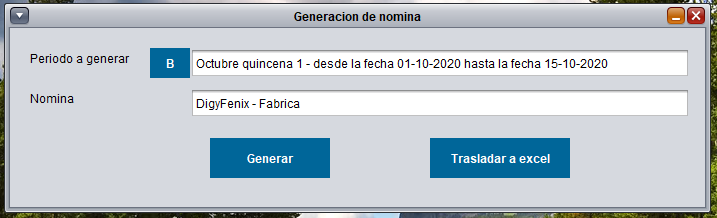 Generacion de nomina
Periodo a generar B Octubre quincena 1 - desde la fecha 01-10-2020 hasta la fecha 15-10-2020
Nomina DigyFenix - Fabrica
Generar Trasladar a excel